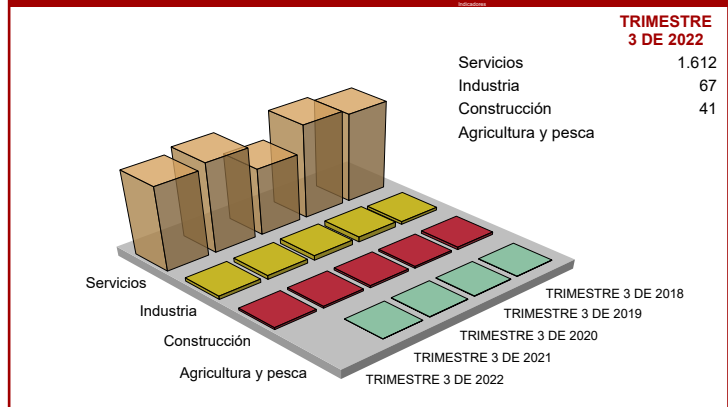 Indicadores
TRIMESTRE
3 DE 2022
Servicios 1.612
Industria 67
Construcción 41
Agricultura y pesca
Servicios
Industria
Construcción
Agricultura y pesca
TRIMESTRE 3 DE 2018
TRIMESTRE 3 DE 2019
TRIMESTRE 3 DE 2020
TRIMESTRE 3 DE 2021
TRIMESTRE 3 DE 2022